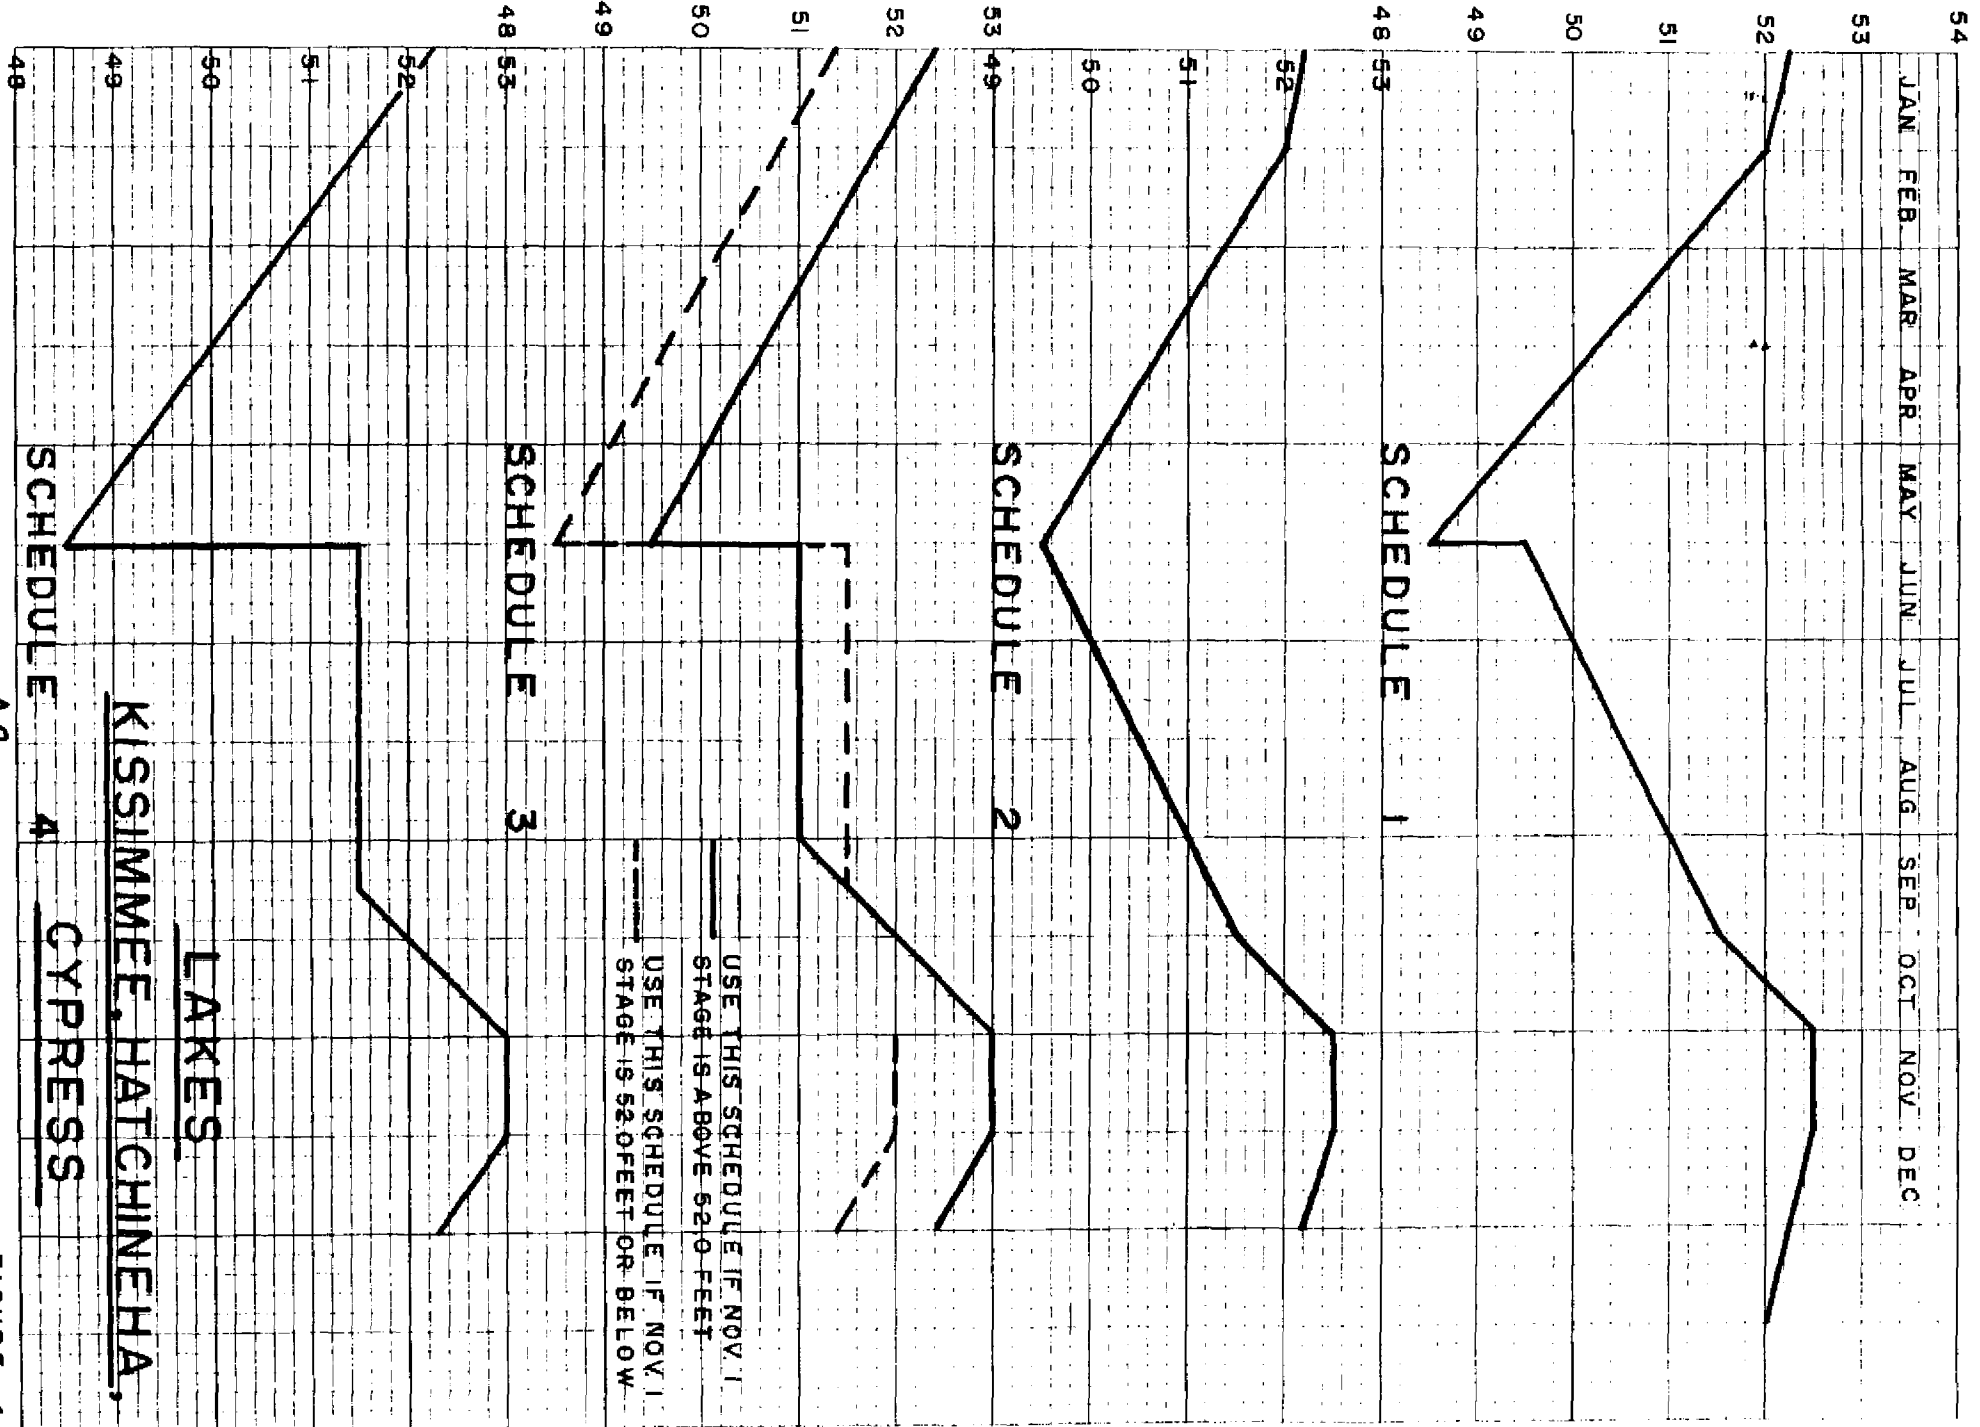 54
JAN FEB. MAR APR MAY JUN JUL AUG SEP OCT NOV DEC
53
52
51
50
49
48 53
SCHEDULE 1
52
51
50
53 49
SCHEDULE 2
52
51
USE THIS SCHEDULE IF NOV. 1
STAGE IS ABOVE 52.0 FEET
50
USE THIS SCHEDULE IF NOV. 1
STAGE IS 52.0 FEET OR BELOW
49
48 53
SCHEDULE 3
52
51
50
LAKES
49
KISSIMMEE, HATCHINEHA,
CYPRESS
SCHEDULE 4
48